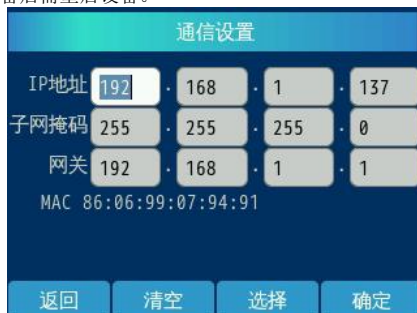 备后需重启设备。
通信设置
IP地址 192 . 168 . 1 . 137
子网掩码 255 . 255 . 255 . 0
网关 192 . 168 . 1 . 1
MAC 86:06:99:07:94:91
返回 清空 选择 确定